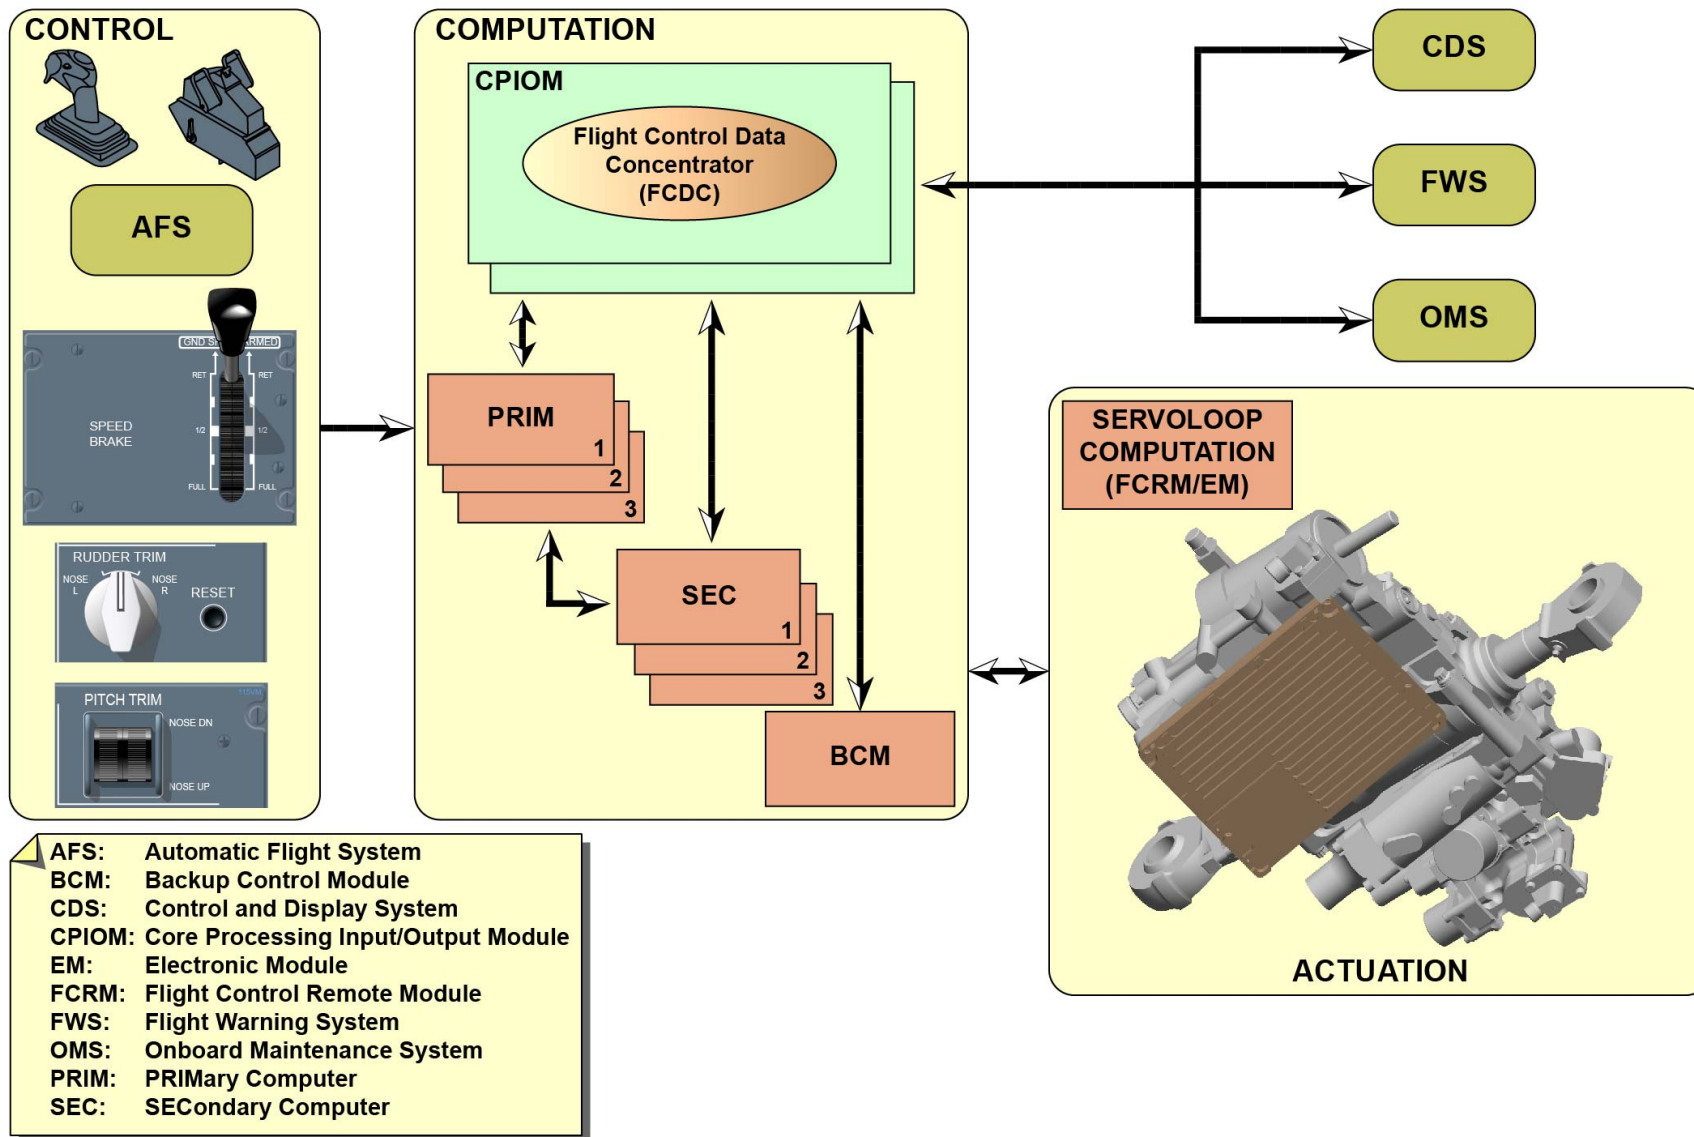 CONTROL
AFS
GND SP
ARMED
RET
RET
SPEED
BRAKE
1/2
1/2
FULL
FULL
RUDDER TRIM
NOSE
L
NOSE
R
RESET
PITCH TRIM
NOSE DN
NOSE UP
COMPUTATION
CPIOM
Flight Control Data
Concentrator
(FCDC)
PRIM
1
2
3
SEC
1
2
3
BCM
CDS
FWS
OMS
SERVOLOOP
COMPUTATION
(FCRM/EM)
ACTUATION
AFS: Automatic Flight System
BCM: Backup Control Module
CDS: Control and Display System
CPIOM: Core Processing Input/Output Module
EM: Electronic Module
FCRM: Flight Control Remote Module
FWS: Flight Warning System
OMS: Onboard Maintenance System
PRIM: PRIMary Computer
SEC: SECondary Computer